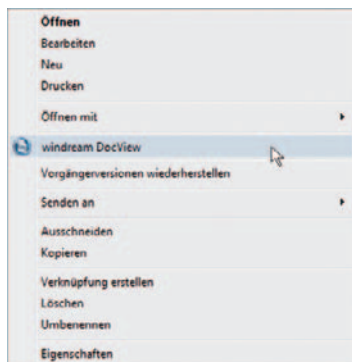 Öffnen
Bearbeiten
Neu
Drucken
Öffnen mit
windream DocView
Vorgängerversionen wiederherstellen
Senden an
Ausschneiden
Kopieren
Verknüpfung erstellen
Löschen
Umbenennen
Eigenschaften